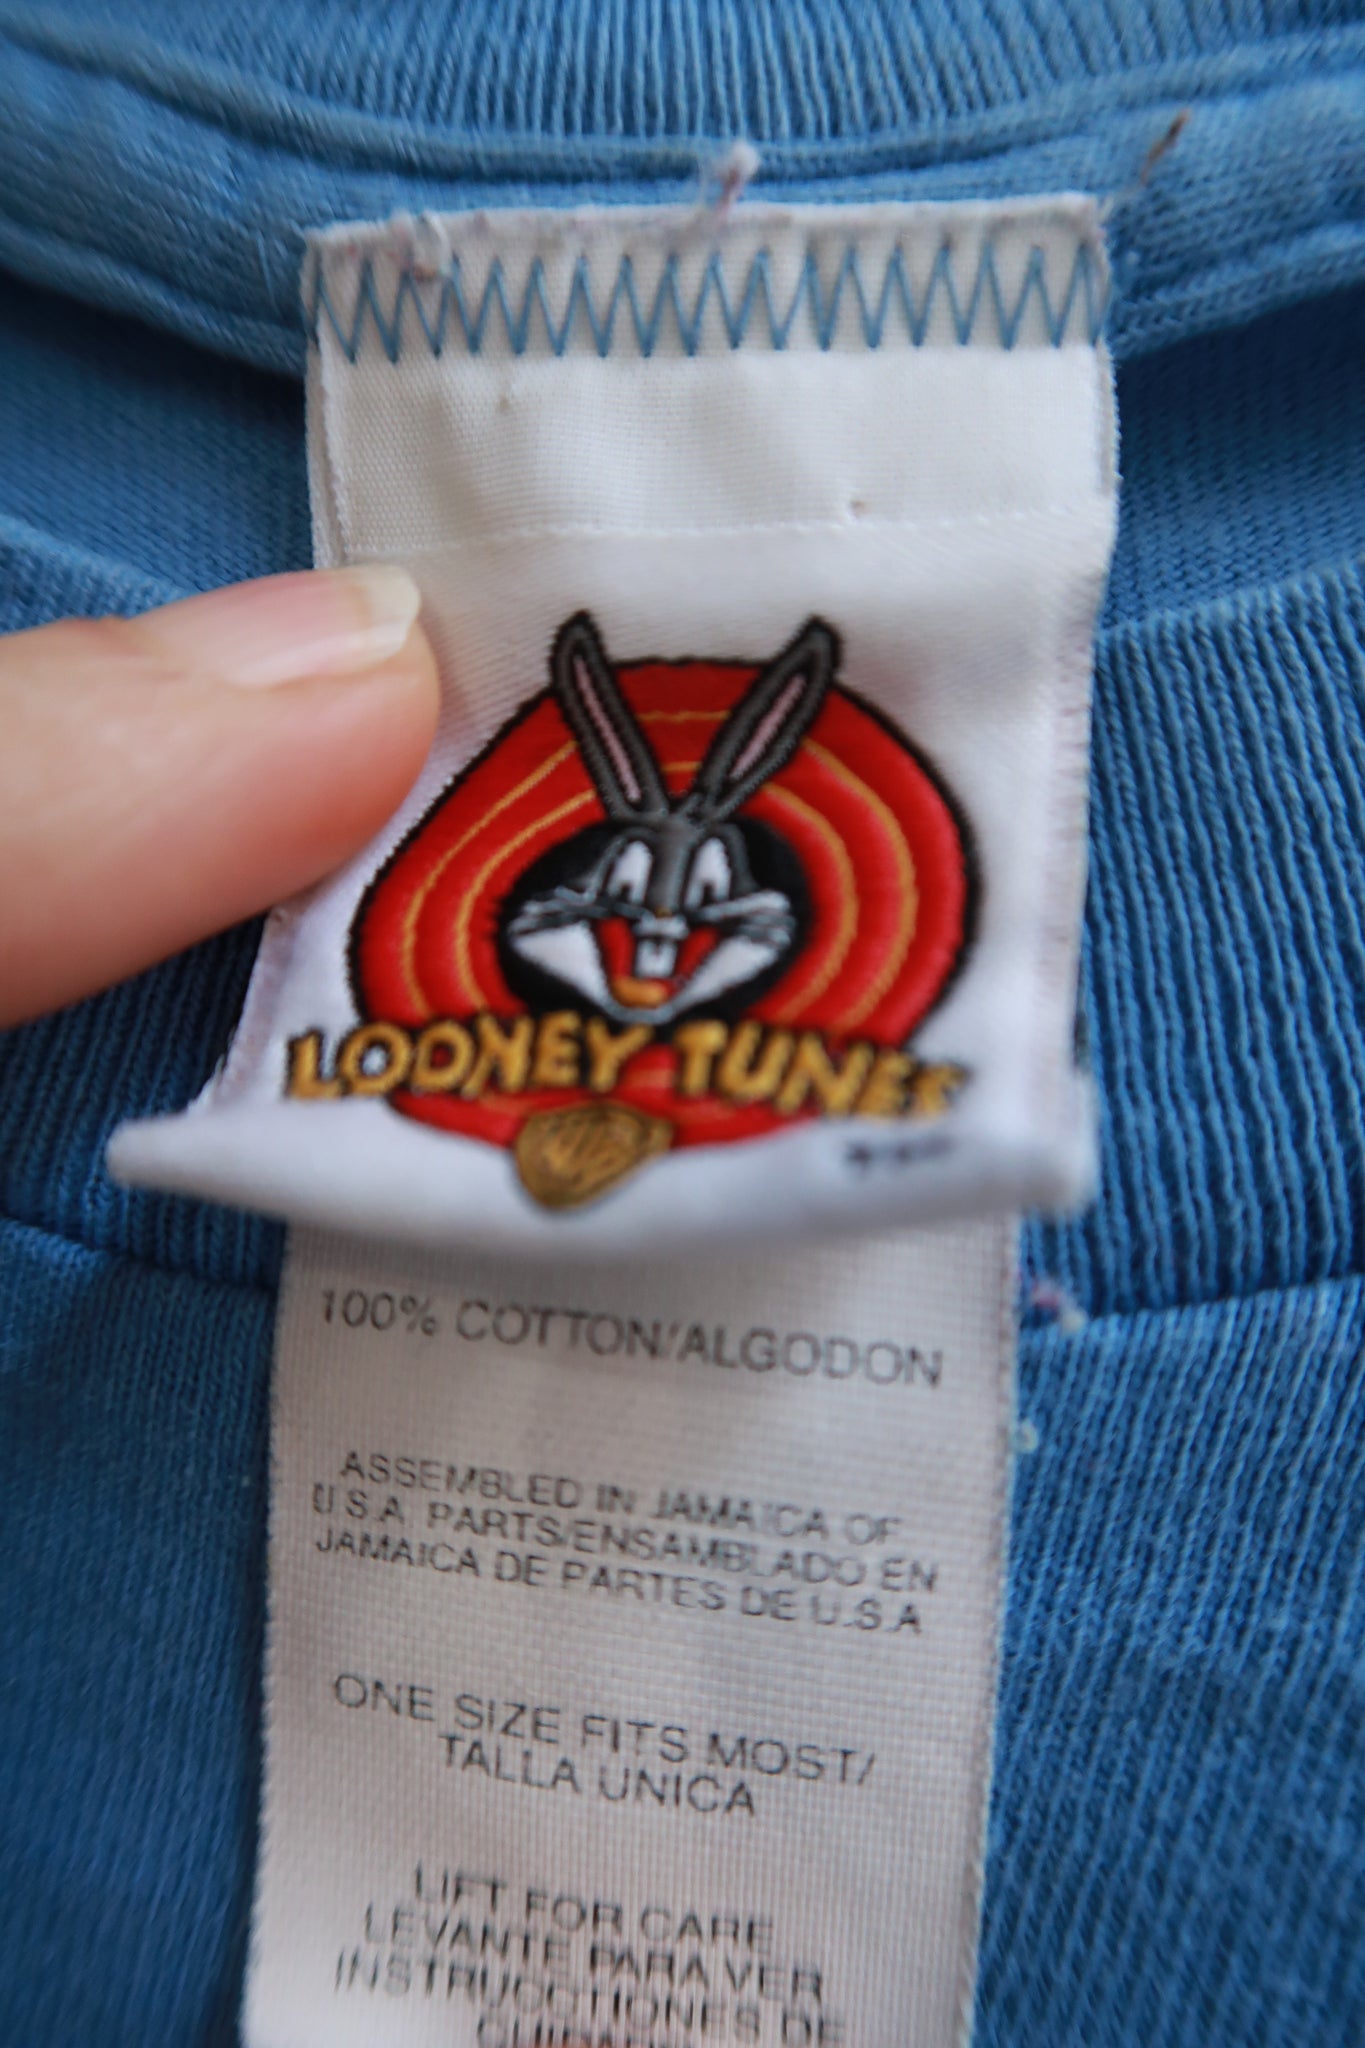 LOONEY TUNES
100% COTTON/ALGODON
ASSEMBLED IN JAMAICA OF
U.S.A. PARTS/ENSAMBLADO EN
JAMAICA DE PARTES DE U.S.A
ONE SIZE FITS MOST/
TALLA UNICA
LIFT FOR CARE
LEVANTE PARA VER
INSTRUCCIONES DE